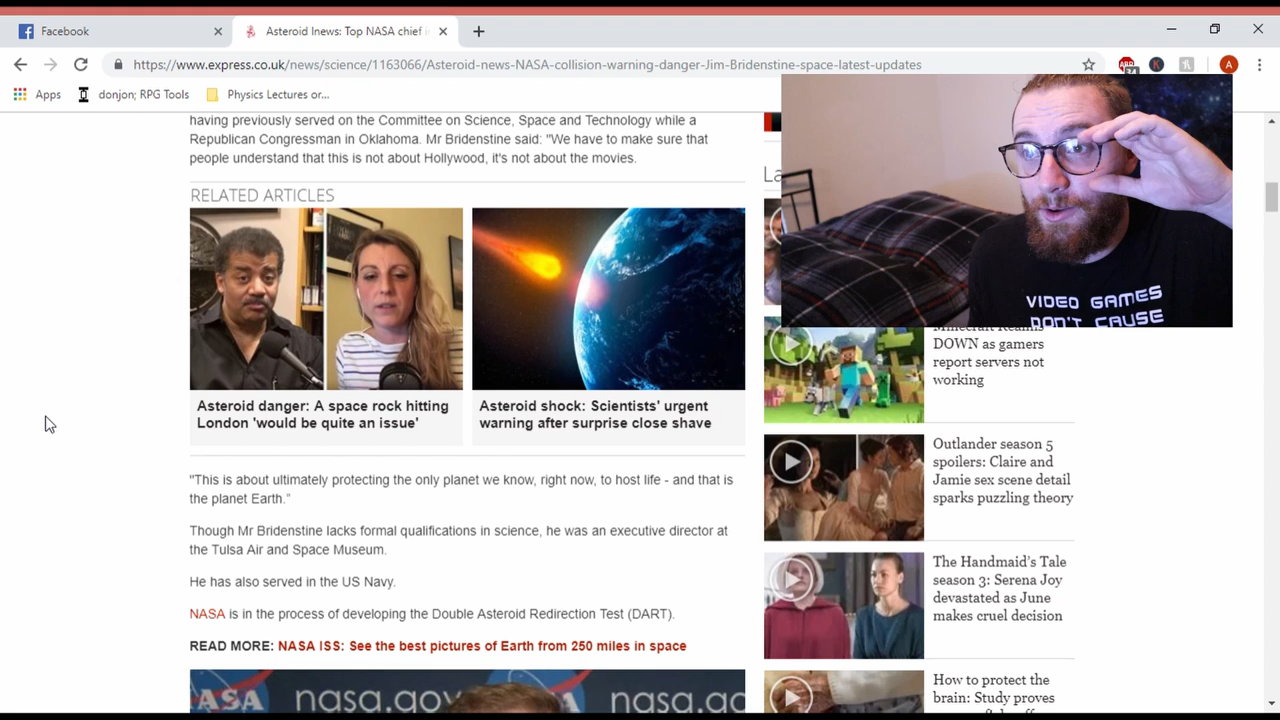 Facebook
Asteroid Inews: Top NASA chief i
https://www.express.co.uk/news/science/1163066/Asteroid-news-NASA-collision-warning-danger-Jim-Bridenstine-space-latest-updates
ABP
34
K
A
Apps
donjon; RPG Tools
Physics Lectures or...
having previously served on the Committee on Science, Space and Technology while a
Republican Congressman in Oklahoma. Mr Bridenstine said: "We have to make sure that
people understand that this is not about Hollywood, it's not about the movies.
RELATED ARTICLES
Asteroid danger: A space rock hitting
London 'would be quite an issue'
Asteroid shock: Scientists' urgent
warning after surprise close shave
"This is about ultimately protecting the only planet we know, right now, to host life - and that is
the planet Earth."
Though Mr Bridenstine lacks formal qualifications in science, he was an executive director at
the Tulsa Air and Space Museum.
He has also served in the US Navy.
NASA is in the process of developing the Double Asteroid Redirection Test (DART).
READ MORE: NASA ISS: See the best pictures of Earth from 250 miles in space
NASA nasa.gov NASA nasa.go
La
VIDEO GAMES
DON'T CAUSE
Minecraft Realms
DOWN as gamers
report servers not
working
Outlander season 5
spoilers: Claire and
Jamie sex scene detail
sparks puzzling theory
The Handmaid's Tale
season 3: Serena Joy
devastated as June
makes cruel decision
How to protect the
brain: Study proves